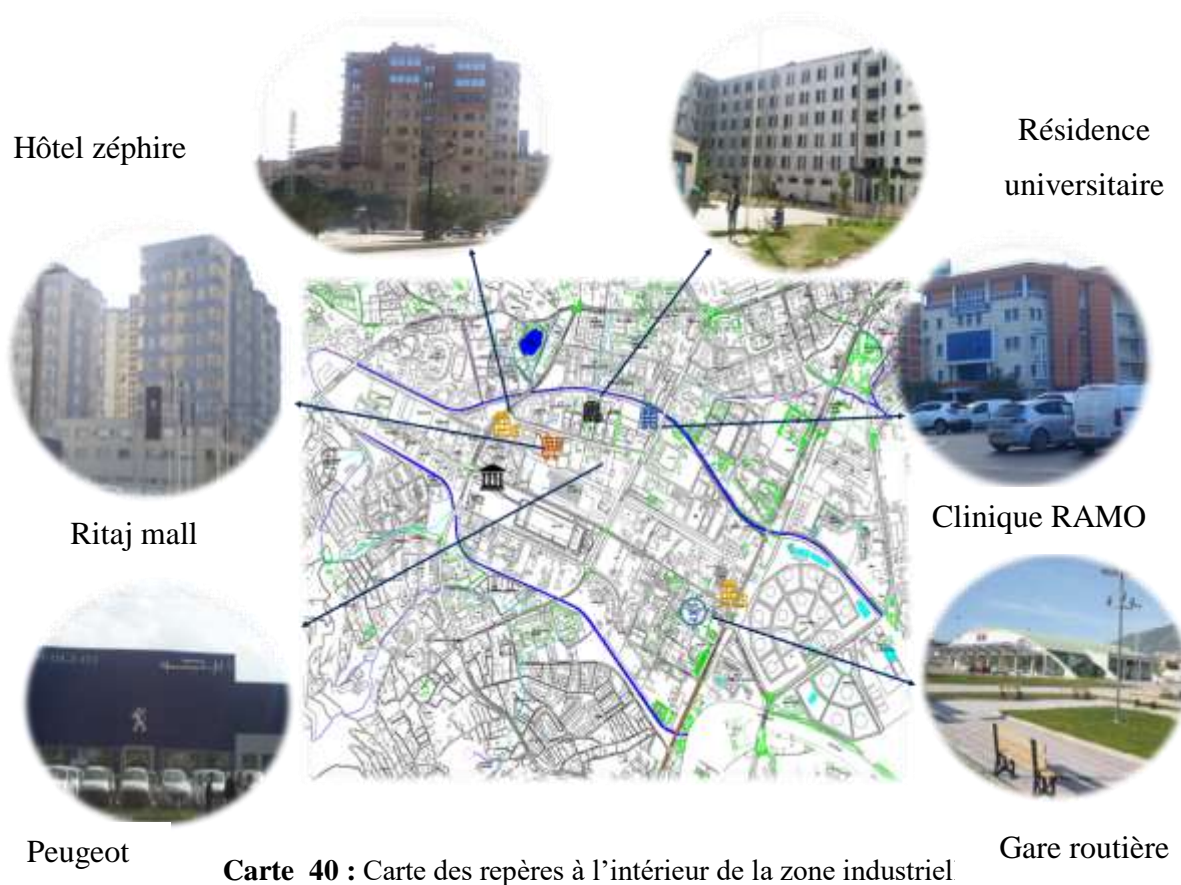 Hôtel zéphire
Résidence
universitaire
Ritaj mall
Clinique RAMO
Peugeot
Gare routière
Carte 40 : Carte des repères à l’intérieur de la zone industriel